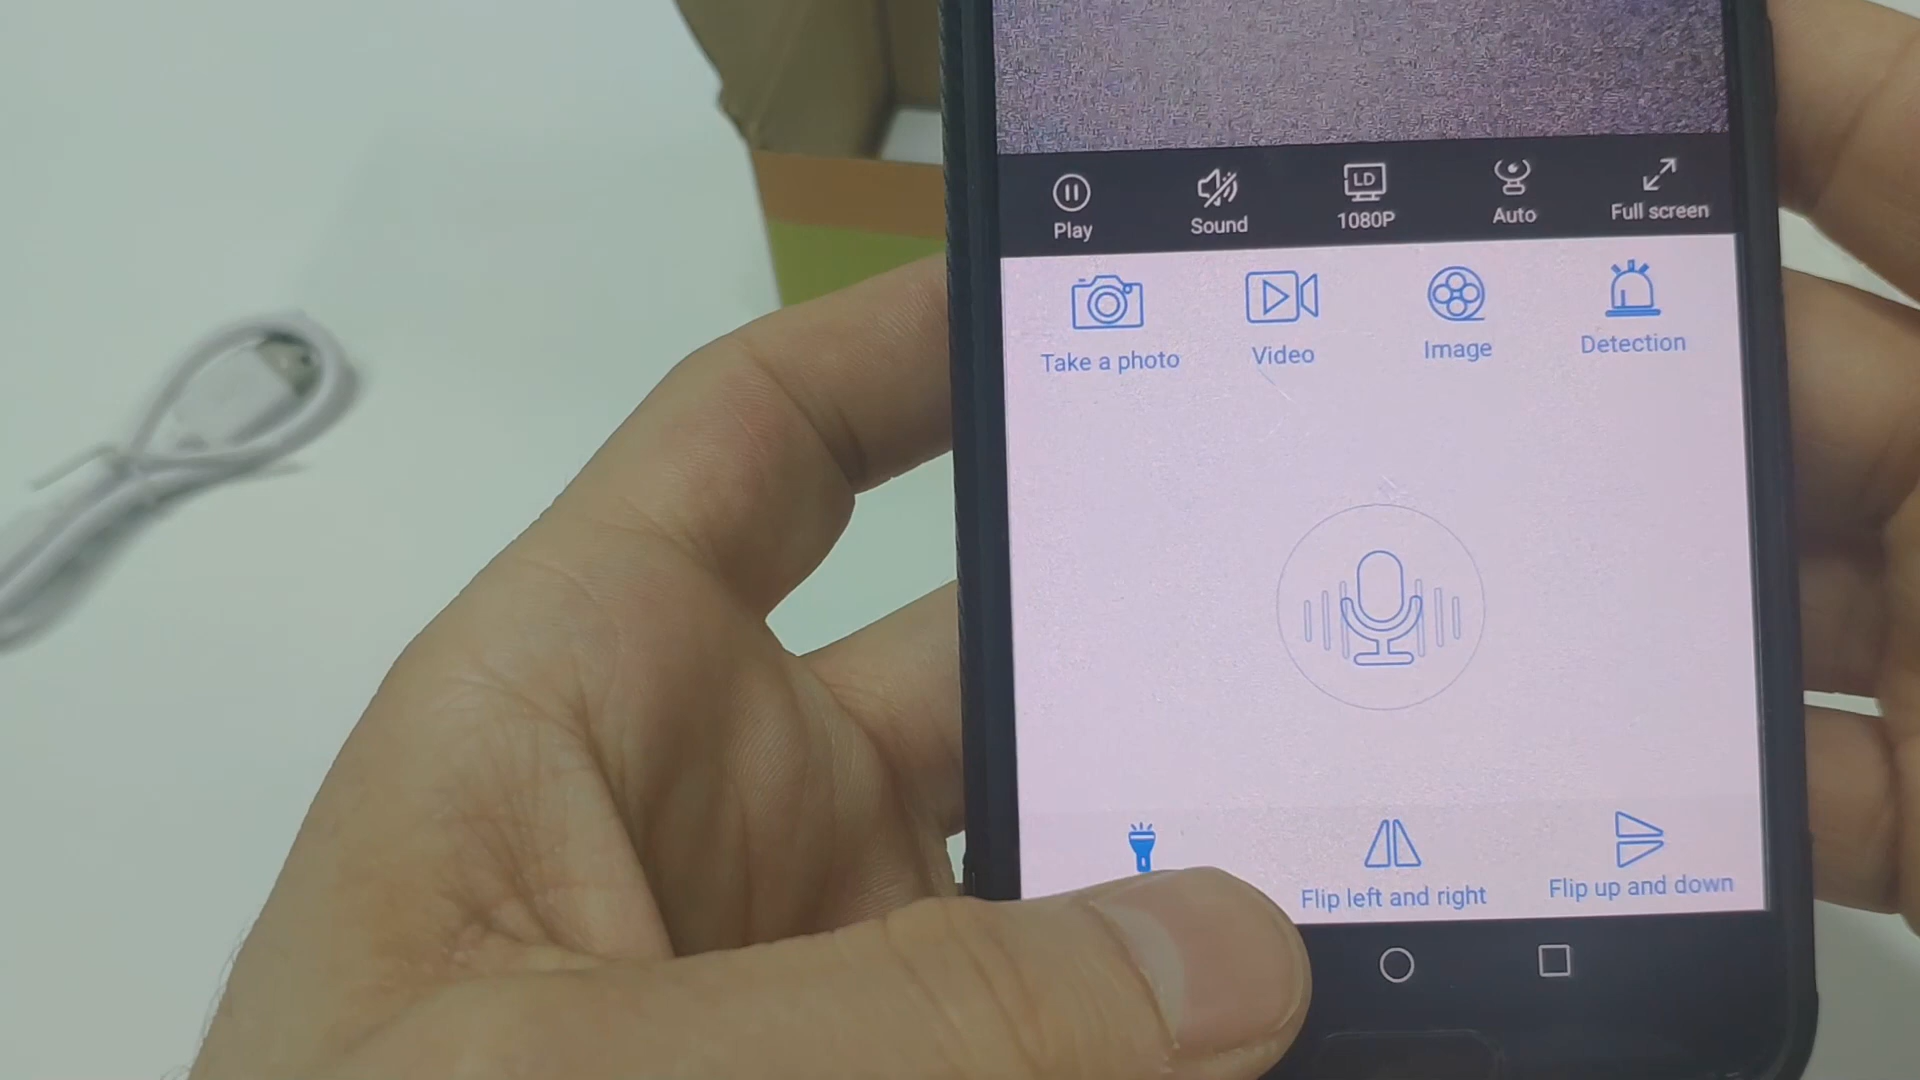 Play
Sound
LD
1080P
Auto
Full screen
Take a photo
Video
Image
Detection
Flip left and right
Flip up and down